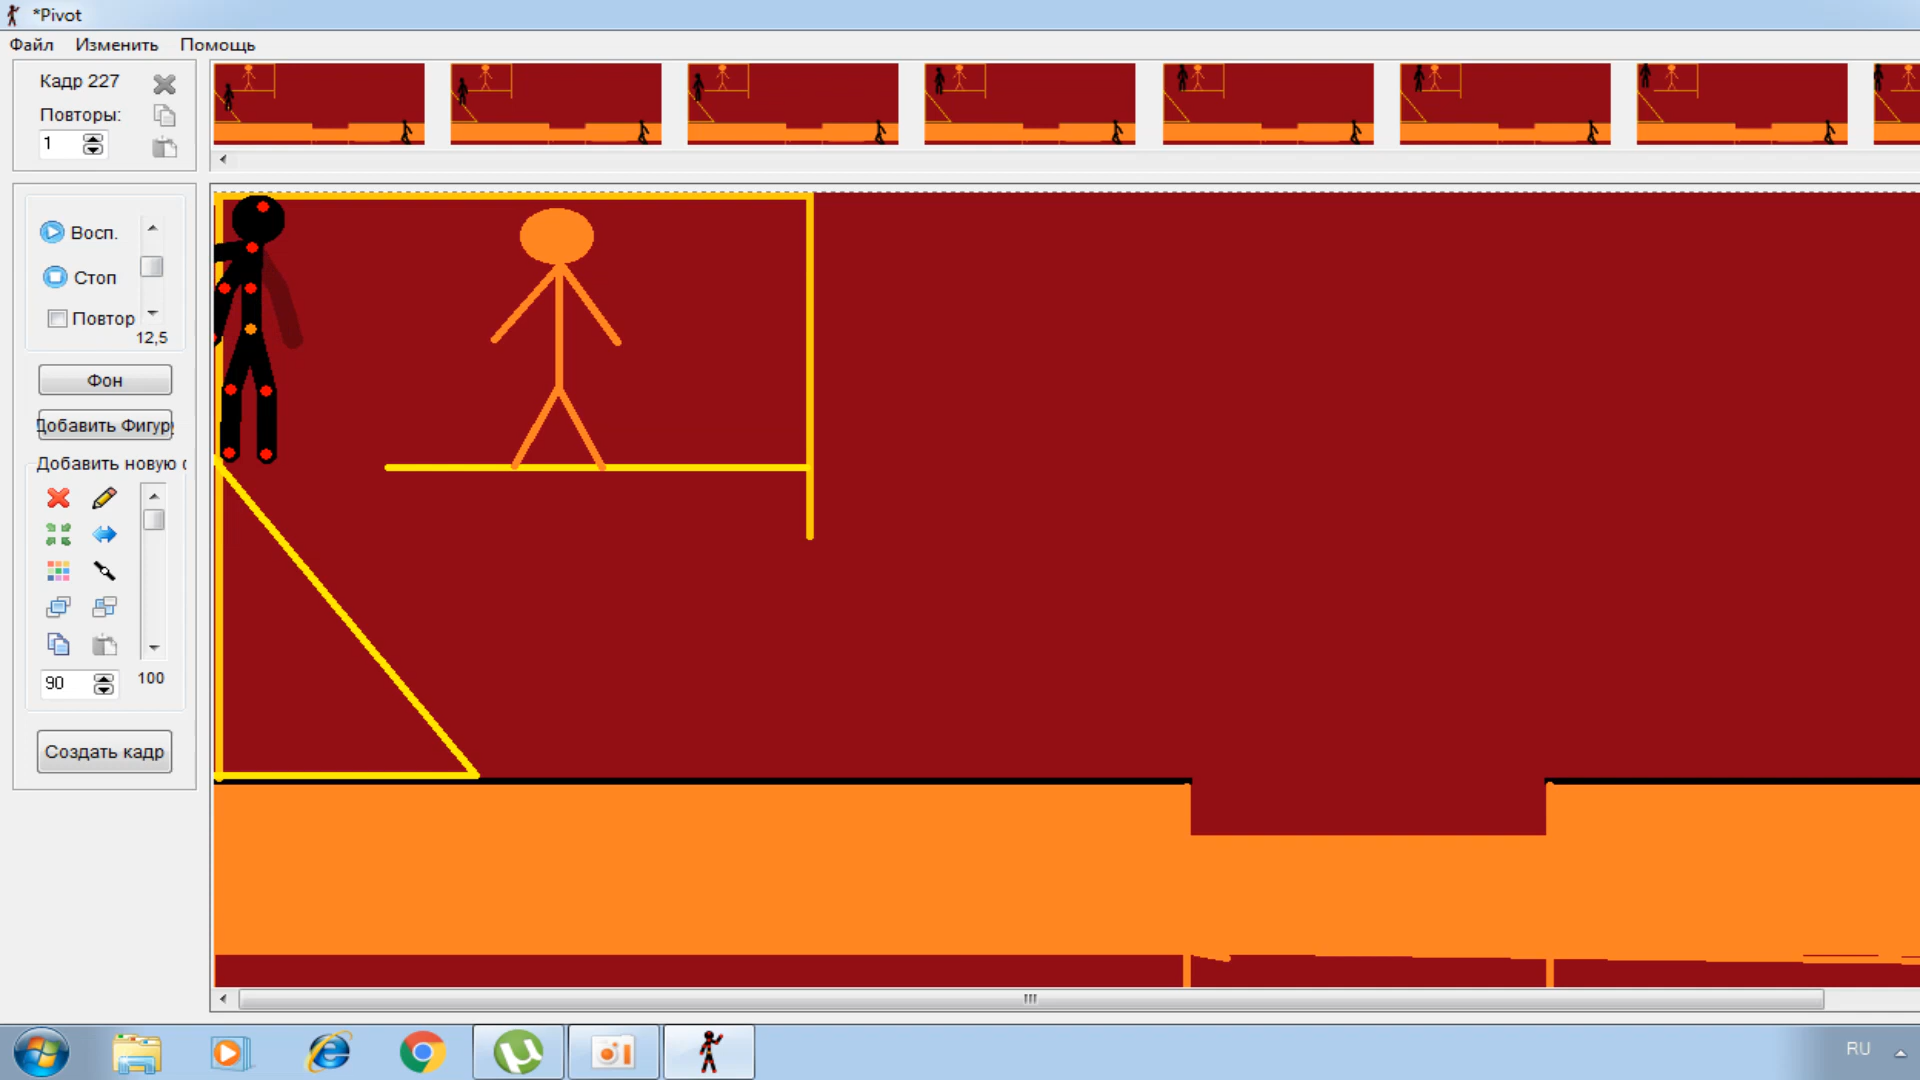 *Pivot
Файл Изменить Помощь
Кадр 227
Повторы:
1
Восп.
Стоп
Повтор
12,5
Фон
Добавить Фигур
Добавить новую
90
100
Создать кадр
RU